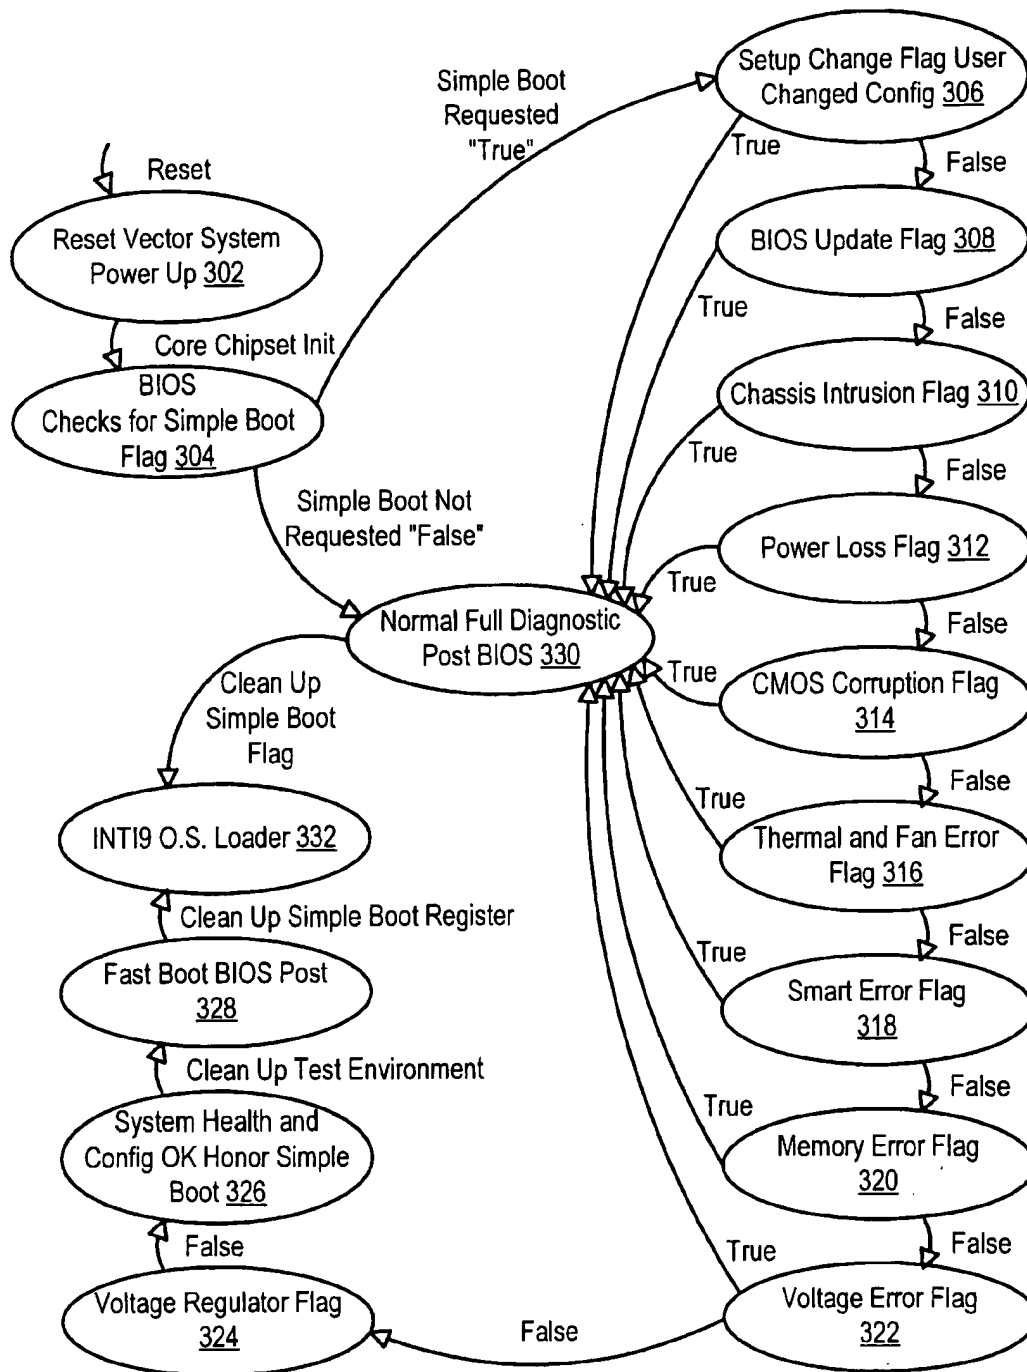 Reset
Reset Vector System
Power Up 302
Core Chipset Init
BIOS
Checks for Simple Boot
Flag 304
Simple Boot
Requested
"True"
Simple Boot Not
Requested "False"
Setup Change Flag User
Changed Config 306
True
False
BIOS Update Flag 308
True
False
Chassis Intrusion Flag 310
True
False
Power Loss Flag 312
True
False
CMOS Corruption Flag
314
True
False
Thermal and Fan Error
Flag 316
True
False
Smart Error Flag
318
True
False
Memory Error Flag
320
True
False
Voltage Error Flag
322
True
False
Normal Full Diagnostic
Post BIOS 330
Clean Up
Simple Boot
Flag
INTI9 O.S. Loader 332
Clean Up Simple Boot Register
Fast Boot BIOS Post
328
Clean Up Test Environment
System Health and
Config OK Honor Simple
Boot 326
False
Voltage Regulator Flag
324